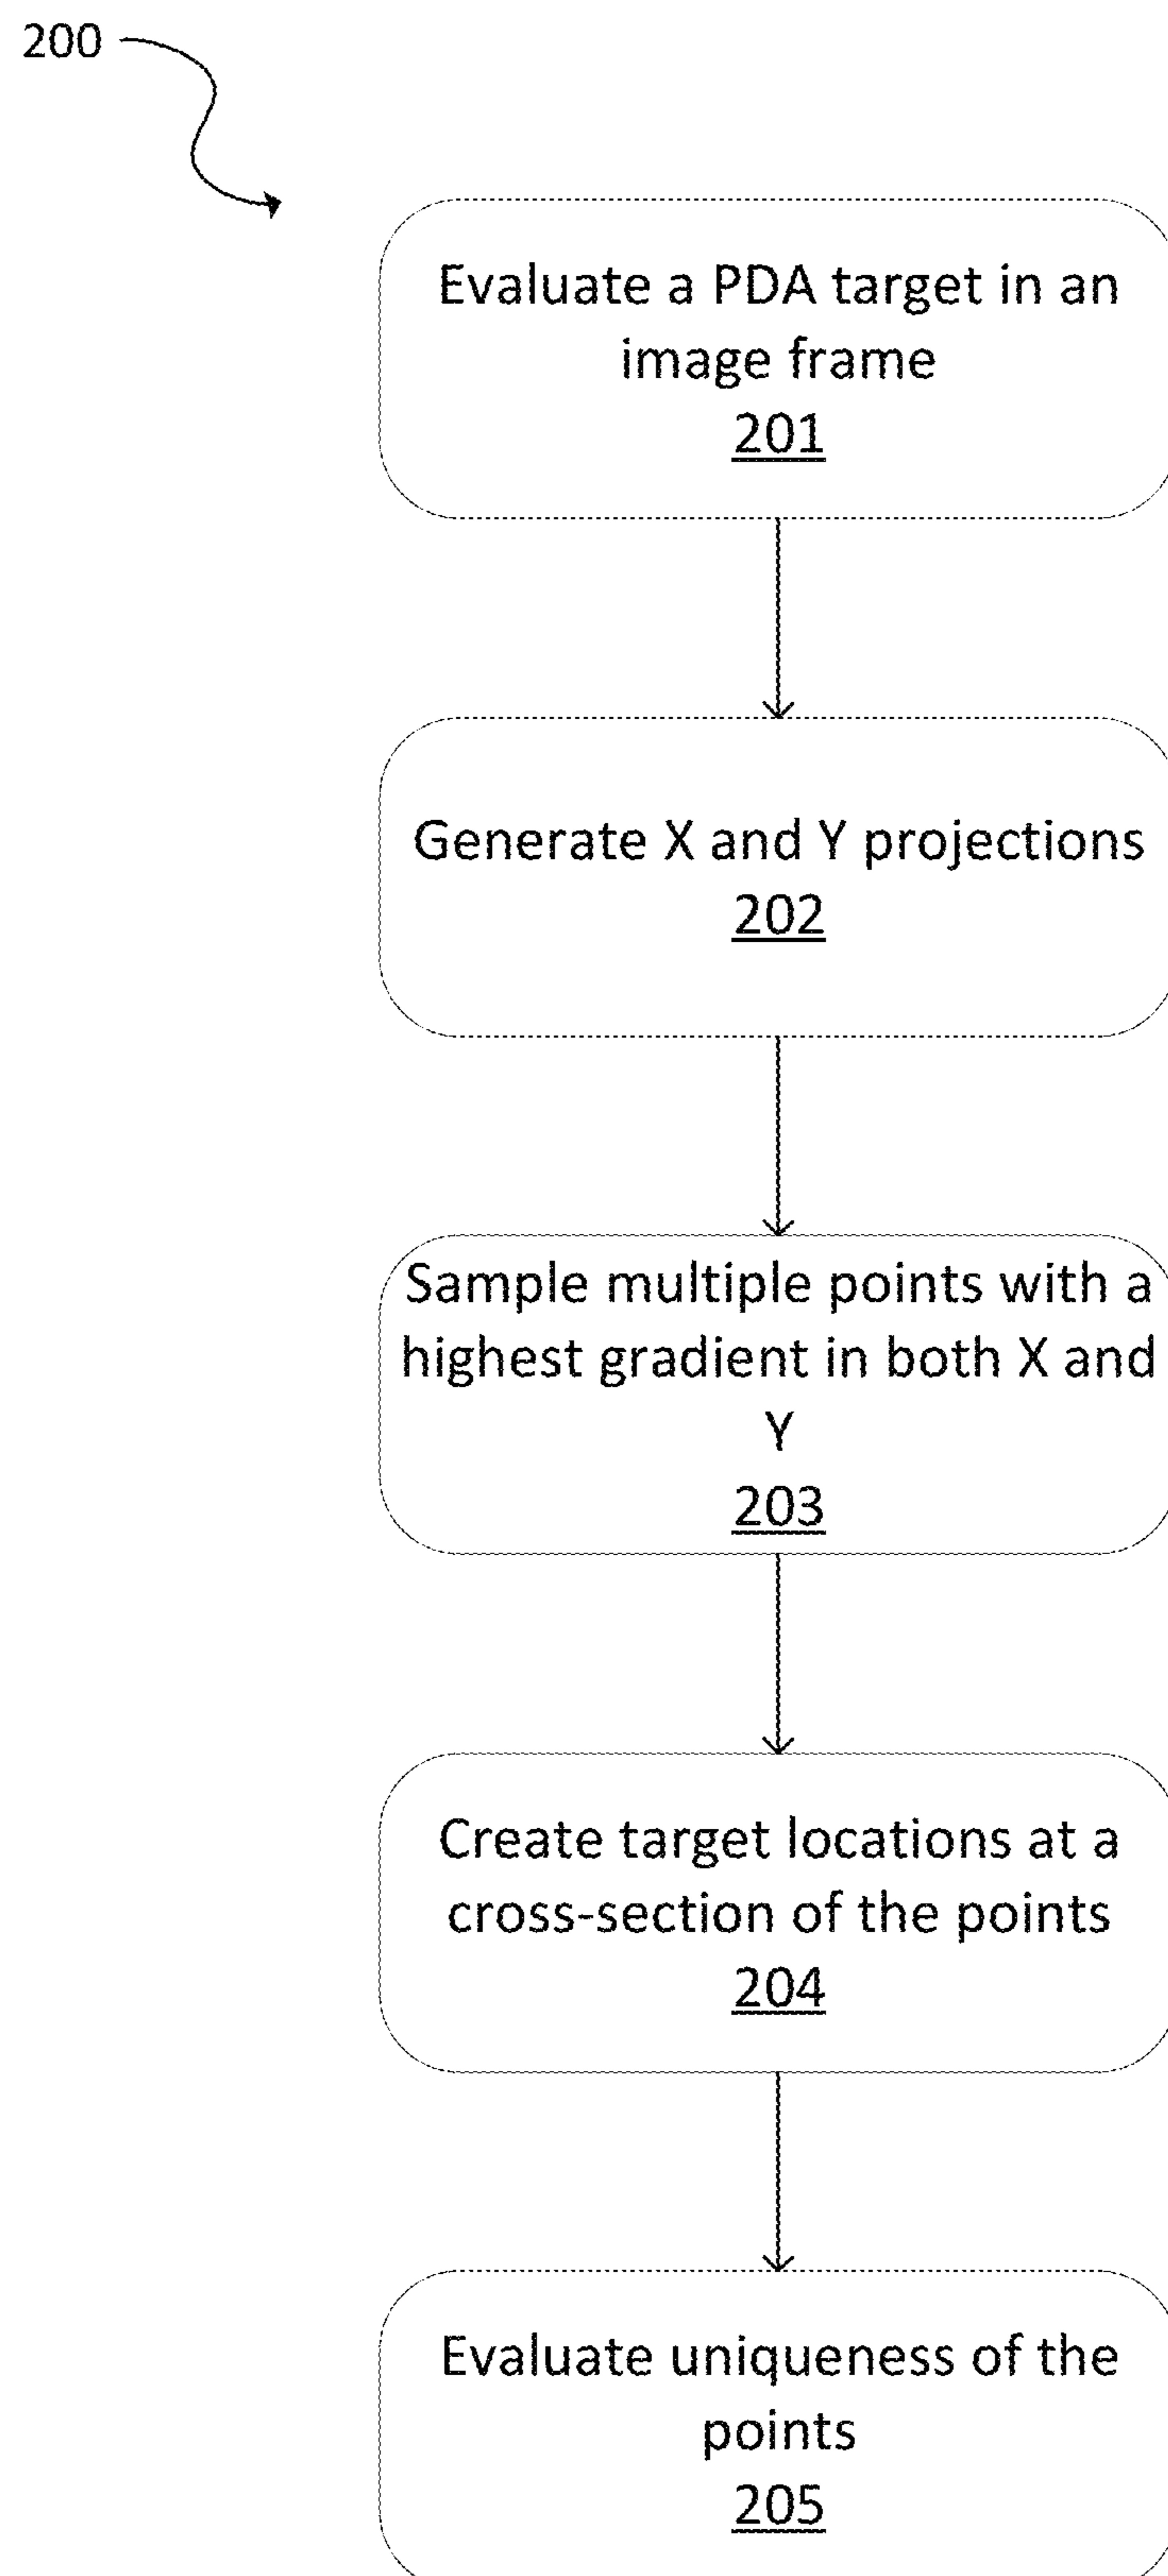 200
Evaluate a PDA target in an
image frame
201
Generate X and Y projections
202
Sample multiple points with a
highest gradient in both X and
Y
203
Create target locations at a
cross-section of the points
204
Evaluate uniqueness of the
points
205